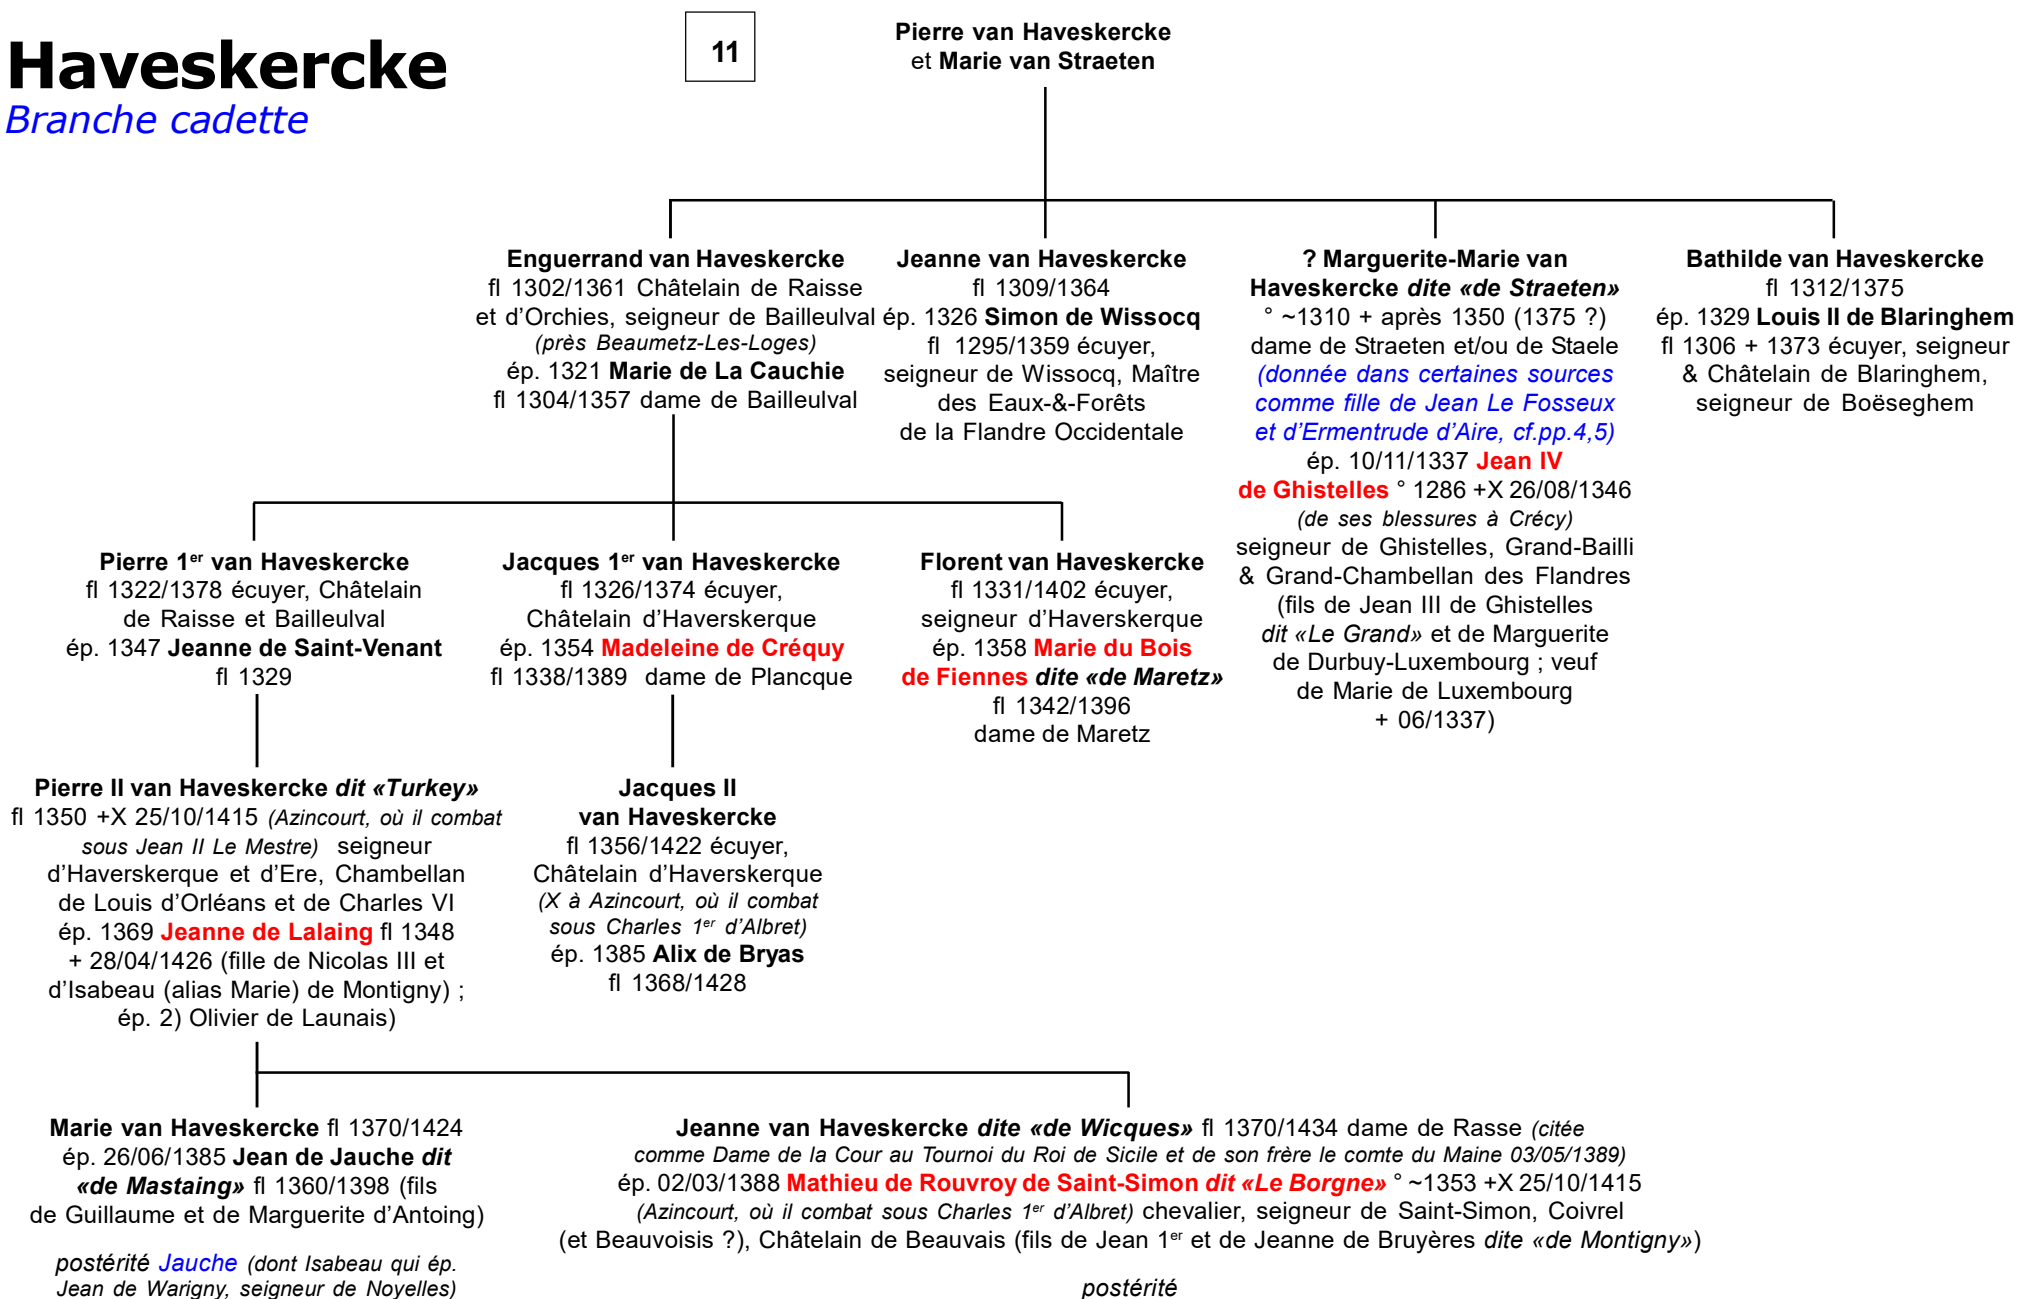 Haveskercke
Branche cadette
11
Pierre van Haveskercke
et Marie van Straeten
Enguerrand van Haveskercke
fl 1302/1361 Châtelain de Raisse
et d’Orchies, seigneur de Bailleulval
(près Beaumetz-Les-Loges)
ép. 1321 Marie de La Cauchie
fl 1304/1357 dame de Bailleulval
Jeanne van Haveskercke
fl 1309/1364
ép. 1326 Simon de Wissocq
fl 1295/1359 écuyer,
seigneur de Wissocq, Maître
des Eaux-&-Forêts
de la Flandre Occidentale
? Marguerite-Marie van
Haveskercke dite «de Straeten»
° ~1310 + après 1350 (1375 ?)
dame de Straeten et/ou de Staele
(donnée dans certaines sources
comme fille de Jean Le Fosseux
et d’Ermentrude d’Aire, cf.pp.4,5)
ép. 10/11/1337 Jean IV
de Ghistelles ° 1286 +X 26/08/1346
(de ses blessures à Crécy)
seigneur de Ghistelles, Grand-Bailli
& Grand-Chambellan des Flandres
(fils de Jean III de Ghistelles
dit «Le Grand» et de Marguerite
de Durbuy-Luxembourg ; veuf
de Marie de Luxembourg
+ 06/1337)
Bathilde van Haveskercke
fl 1312/1375
ép. 1329 Louis II de Blaringhem
fl 1306 + 1373 écuyer, seigneur
& Châtelain de Blaringhem,
seigneur de Boëseghem
Pierre 1er van Haveskercke
fl 1322/1378 écuyer, Châtelain
de Raisse et Bailleulval
ép. 1347 Jeanne de Saint-Venant
fl 1329
Jacques 1er van Haveskercke
fl 1326/1374 écuyer,
Châtelain d’Haverskerque
ép. 1354 Madeleine de Créquy
fl 1338/1389 dame de Plancque
Florent van Haveskercke
fl 1331/1402 écuyer,
seigneur d’Haverskerque
ép. 1358 Marie du Bois
de Fiennes dite «de Maretz»
fl 1342/1396
dame de Maretz
Pierre II van Haveskercke dit «Turkey»
fl 1350 +X 25/10/1415 (Azincourt, où il combat
sous Jean II Le Mestre) seigneur
d’Haverskerque et d’Ere, Chambellan
de Louis d’Orléans et de Charles VI
ép. 1369 Jeanne de Lalaing fl 1348
+ 28/04/1426 (fille de Nicolas III et
d’Isabeau (alias Marie) de Montigny) ;
ép. 2) Olivier de Launais)
Jacques II
van Haveskercke
fl 1356/1422 écuyer,
Châtelain d’Haverskerque
(X à Azincourt, où il combat
sous Charles 1er d’Albret)
ép. 1385 Alix de Bryas
fl 1368/1428
Marie van Haveskercke fl 1370/1424
ép. 26/06/1385 Jean de Jauche dit
«de Mastaing» fl 1360/1398 (fils
de Guillaume et de Marguerite d’Antoing)
postérité Jauche (dont Isabeau qui ép.
Jean de Warigny, seigneur de Noyelles)
Jeanne van Haveskercke dite «de Wicques» fl 1370/1434 dame de Rasse (citée
comme Dame de la Cour au Tournoi du Roi de Sicile et de son frère le comte du Maine 03/05/1389)
ép. 02/03/1388 Mathieu de Rouvroy de Saint-Simon dit «Le Borgne» ° ~1353 +X 25/10/1415
(Azincourt, où il combat sous Charles 1er d’Albret) chevalier, seigneur de Saint-Simon, Coivrel
(et Beauvoisis ?), Châtelain de Beauvais (fils de Jean 1er et de Jeanne de Bruyères dite «de Montigny»)
postérité